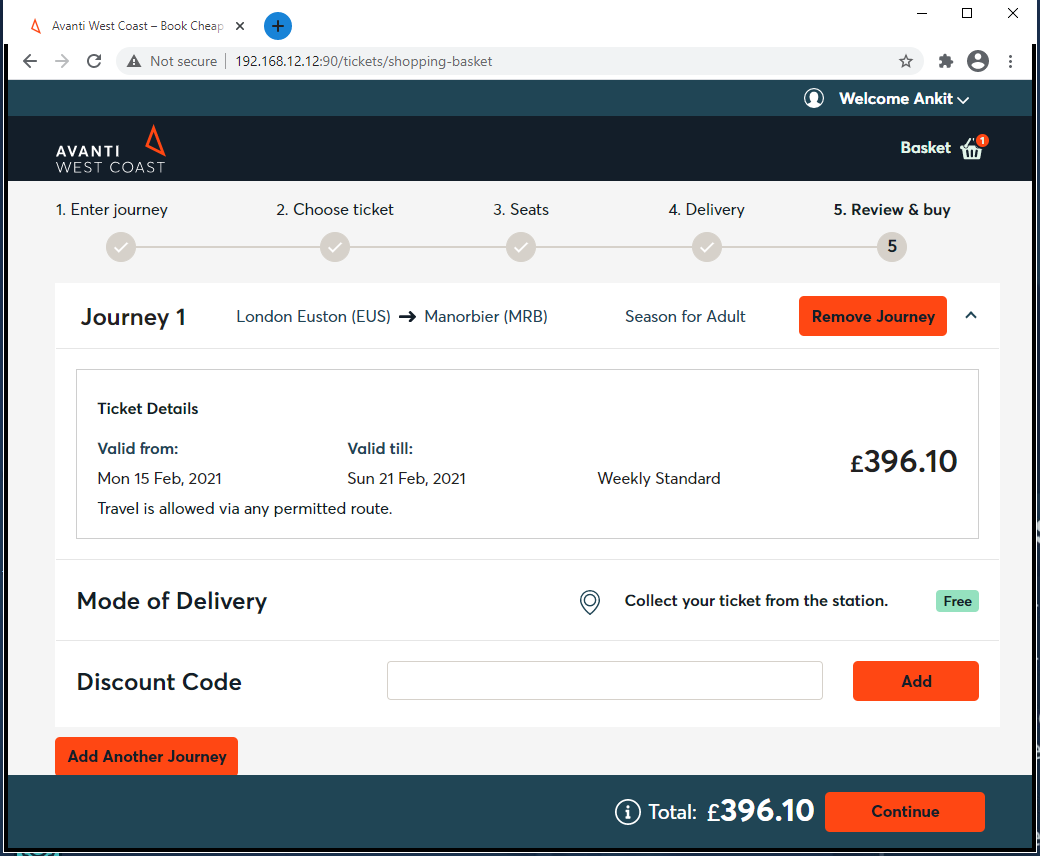 Avanti West Coast – Book Cheap
Not secure | 192.168.12.12:90/tickets/shopping-basket
Welcome Ankit
AVANTI
WEST COAST
Basket 1
1. Enter journey 2. Choose ticket 3. Seats 4. Delivery 5. Review & buy
5
Journey 1 London Euston (EUS) → Manorbier (MRB) Season for Adult Remove Journey
Ticket Details
Valid from: Valid till:
£396.10
Mon 15 Feb, 2021 Sun 21 Feb, 2021 Weekly Standard
Travel is allowed via any permitted route.
Mode of Delivery Collect your ticket from the station. Free
Discount Code Add
Add Another Journey
Total: £396.10 Continue